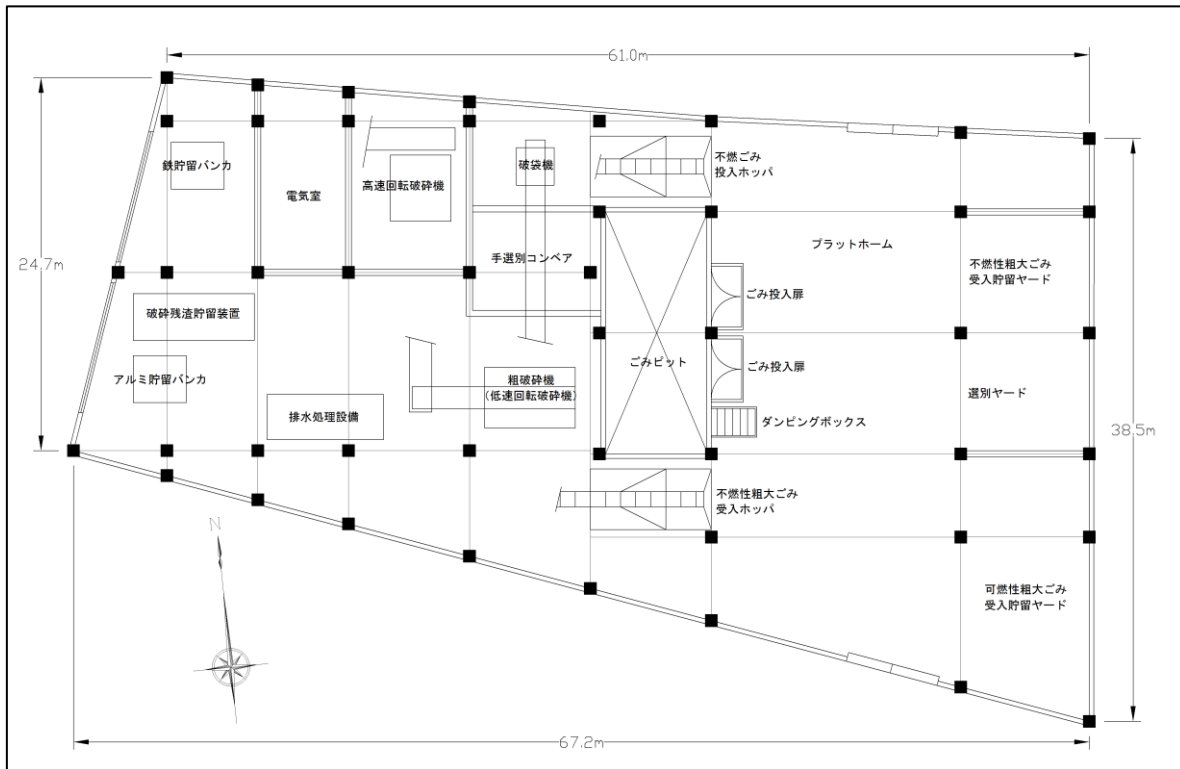 61.0m
24.7m
鉄貯留バンカ
電気室
高速回転破砕機
破袋機
不燃ごみ
投入ホッパ
手選別コンベア
プラットホーム
不燃性粗大ごみ
受入貯留ヤード
ごみ投入扉
破砕残渣貯留装置
ごみピット
ごみ投入扉
アルミ貯留バンカ
粗破砕機
(低速回転破砕機)
選別ヤード
排水処理設備
ダンピングボックス
38.5m
不燃性粗大ごみ
受入ホッパ
N
可燃性粗大ごみ
受入貯留ヤード
67.2m